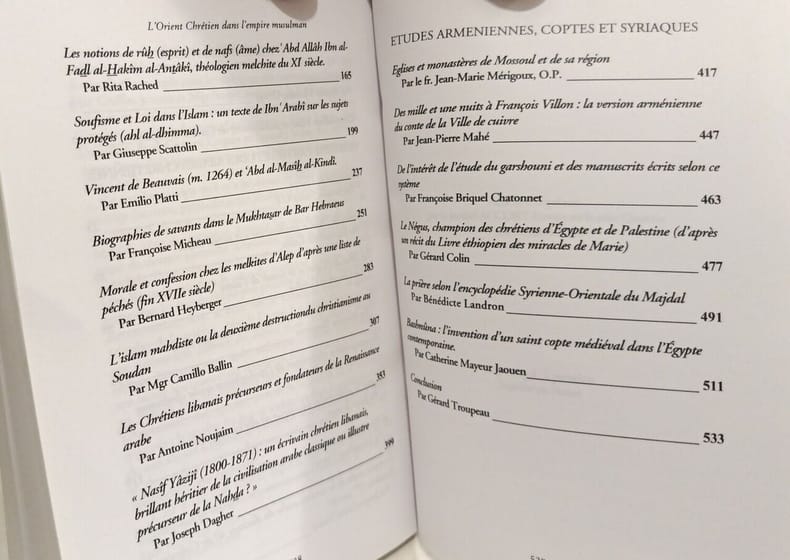 L'Orient Chrétien dans l'empire musulman
Les notions de rûẖ (esprit) et de nafs (âme) chez 'Abd Allâh Ibn al-
Faḍl al-Ḥakîm al-Anṭâkî, théologien melchite du XI siècle.
Par Rita Rached 165
Soufisme et Loi dans l'Islam : un texte de Ibn 'Arabî sur les sujets
protégés (ahl al-dhimma).
Par Giuseppe Scattolin 199
Vincent de Beauvais (m. 1264) et 'Abd al-Masiẖ al-Kindî.
Par Emilio Platti 237
Biographies de savants dans le Mukhtaṣar de Bar Hebraeus
Par Françoise Micheau 251
Morale et confession chez les melkites d'Alep d'après une liste de
péchés (fin XVIIe siècle)
Par Bernard Heyberger 283
L'islam mahdiste ou la deuxième destructiondu christianisme au
Soudan
Par Mgr Camillo Ballin 307
Les Chrétiens libanais précurseurs et fondateurs de la Renaissance
arabe
Par Antoine Noujaim 353
« Nasîf Yâzijî (1800-1871) : un écrivain chrétien libanais,
brillant héritier de la civilisation arabe classique ou illustre
précurseur de la Nahḍa ? »
Par Joseph Dagher 399
ETUDES ARMENIENNES, COPTES ET SYRIAQUES
Eglises et monastères de Mossoul et de sa région
Par le fr. Jean-Marie Mérigoux, O.P. 417
Des mille et une nuits à François Villon : la version arménienne
du conte de la Ville de cuivre
Par Jean-Pierre Mahé 447
De l'intérêt de l'étude du garshouni et des manuscrits écrits selon ce
système
Par Françoise Briquel Chatonnet 463
Le Négus, champion des chrétiens d'Égypte et de Palestine (d'après
un récit du Livre éthiopien des miracles de Marie)
Par Gérard Colin 477
La prière selon l'encyclopédie Syrienne-Orientale du Majdal
Par Bénédicte Landron 491
l'invention d'un saint copte médiéval dans l'Égypte
contemporaine.
Par Catherine Mayeur Jaouen 511
Conclusion
Par Gérard Troupeau 533